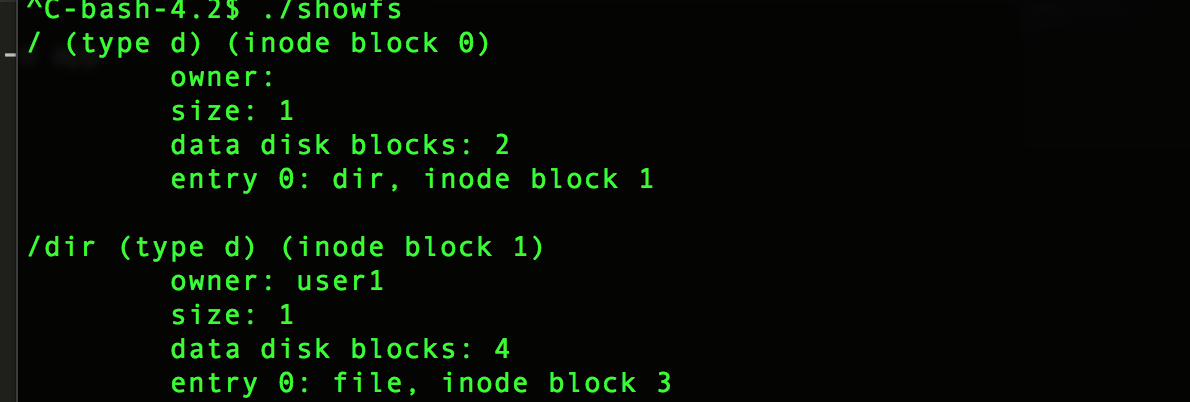 ^C-bash-4.2$ ./showfs
/ (type d) (inode block 0)
owner:
size: 1
data disk blocks: 2
entry 0: dir, inode block 1
/dir (type d) (inode block 1)
owner: user1
size: 1
data disk blocks: 4
entry 0: file, inode block 3